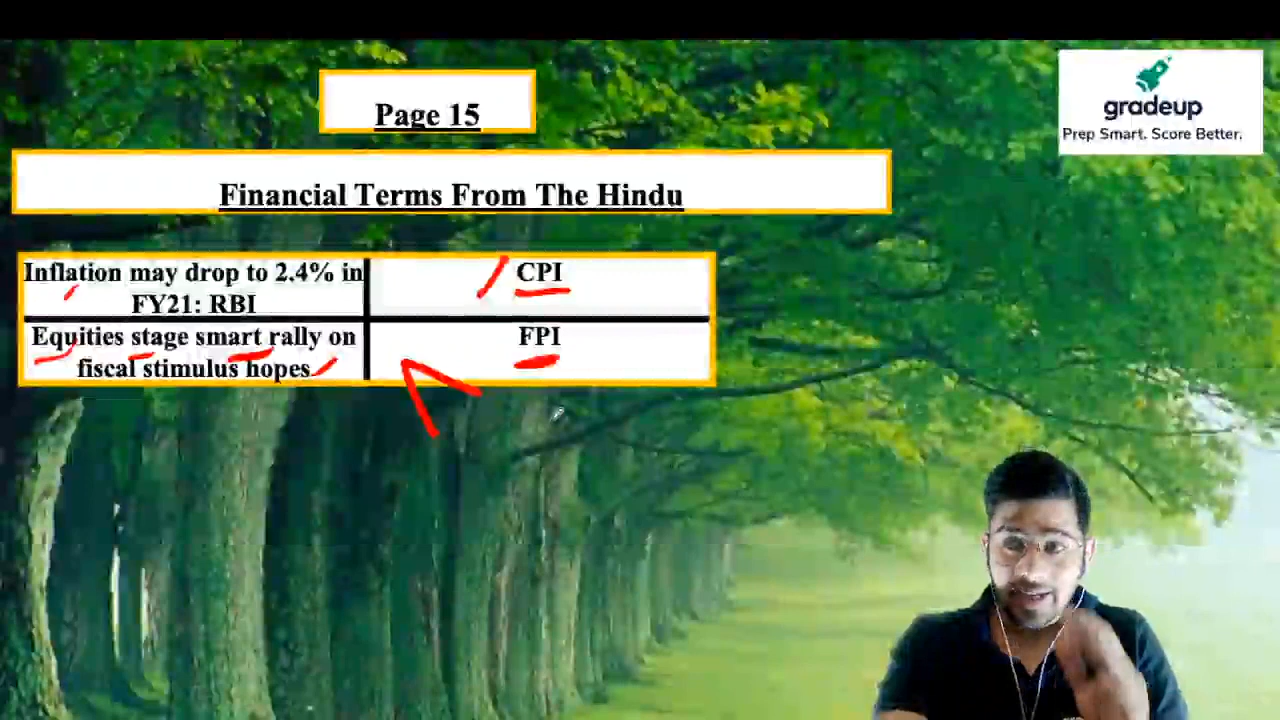 Page 15
gradeup
Prep Smart. Score Better.
Financial Terms From The Hindu
Inflation may drop to 2.4% in
FY21: RBI
CPI
Equities stage smart rally on
fiscal stimulus hopes
FPI